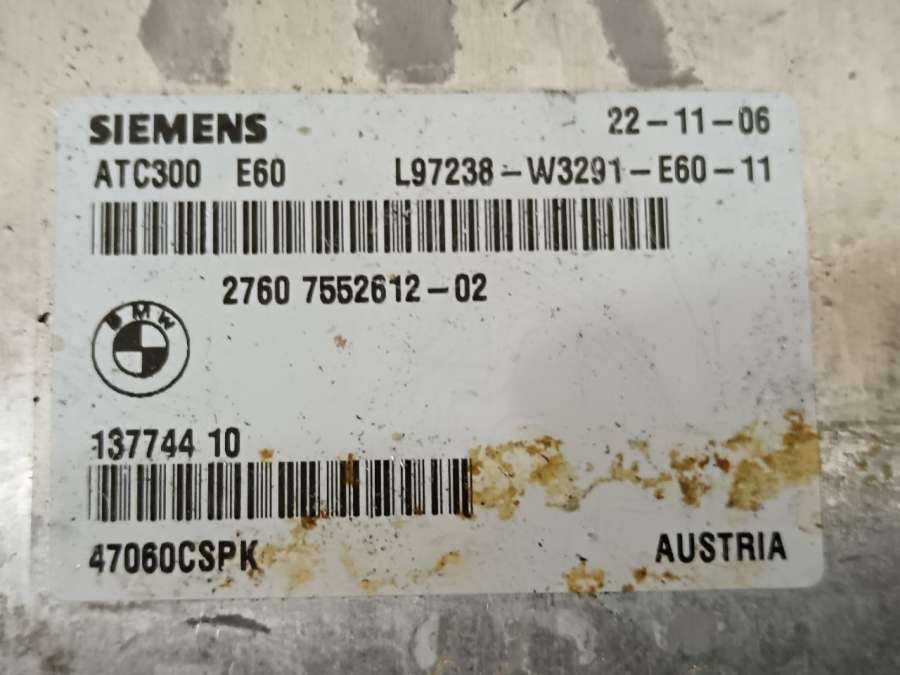 SIEMENS 22-11-06
ATC300 E60 L97238-W3291-E60-11
2760 7552612-02
BMW
137744 10
47060CSPK AUSTRIA